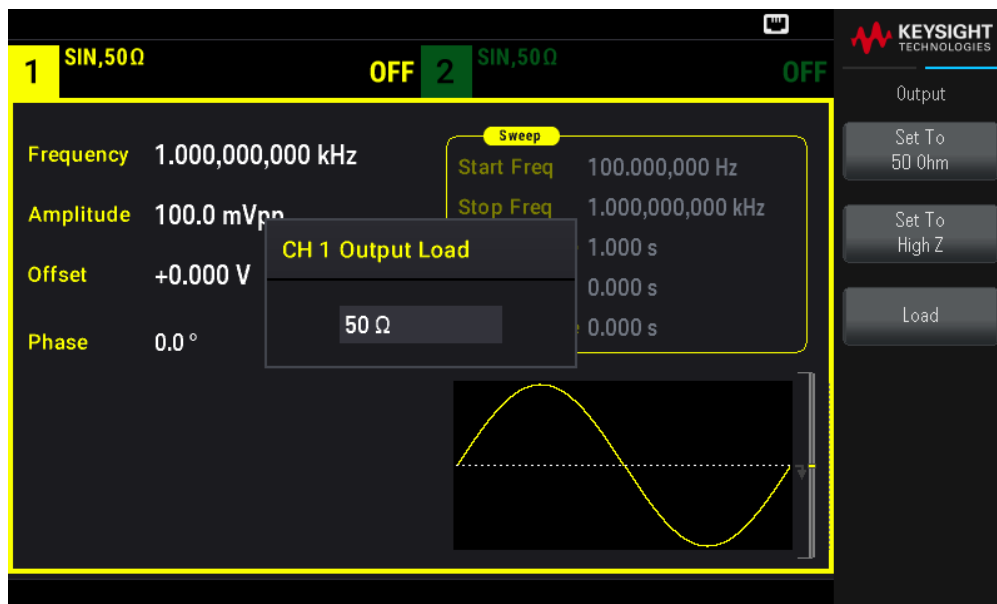 KEYSIGHT
TECHNOLOGIES
1 SIN,50Ω OFF
2 SIN,50Ω OFF
Output
Set To
50 Ohm
Set To
High Z
Load
Frequency 1.000,000,000 kHz
Amplitude 100.0 mVpp
Offset +0.000 V
Phase 0.0 °
Sweep
Start Freq 100.000,000 Hz
Stop Freq 1.000,000,000 kHz
1.000 s
0.000 s
0.000 s
CH 1 Output Load
50 Ω